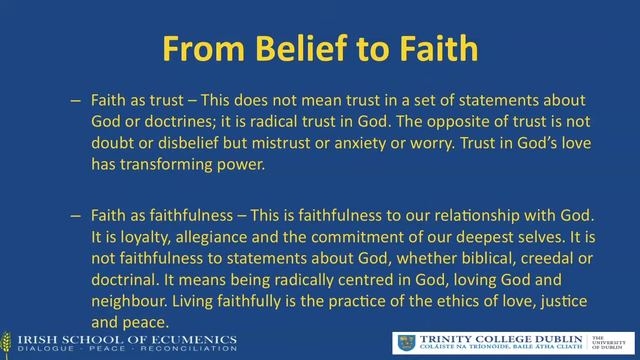 From Belief to Faith
– Faith as trust – This does not mean trust in a set of statements about
God or doctrines; it is radical trust in God. The opposite of trust is not
doubt or disbelief but mistrust or anxiety or worry. Trust in God’s love
has transforming power.
– Faith as faithfulness – This is faithfulness to our relationship with God.
It is loyalty, allegiance and the commitment of our deepest selves. It is
not faithfulness to statements about God, whether biblical, creedal or
doctrinal. It means being radically centred in God, loving God and
neighbour. Living faithfully is the practice of the ethics of love, justice
and peace.
IRISH SCHOOL OF ECUMENICS
DIALOGUE - PEACE - RECONCILIATION
TRINITY COLLEGE DUBLIN
COLÁISTE NA TRÍONÓIDE, BAILE ÁTHA CLIATH
THE
UNIVERSITY
OF DUBLIN